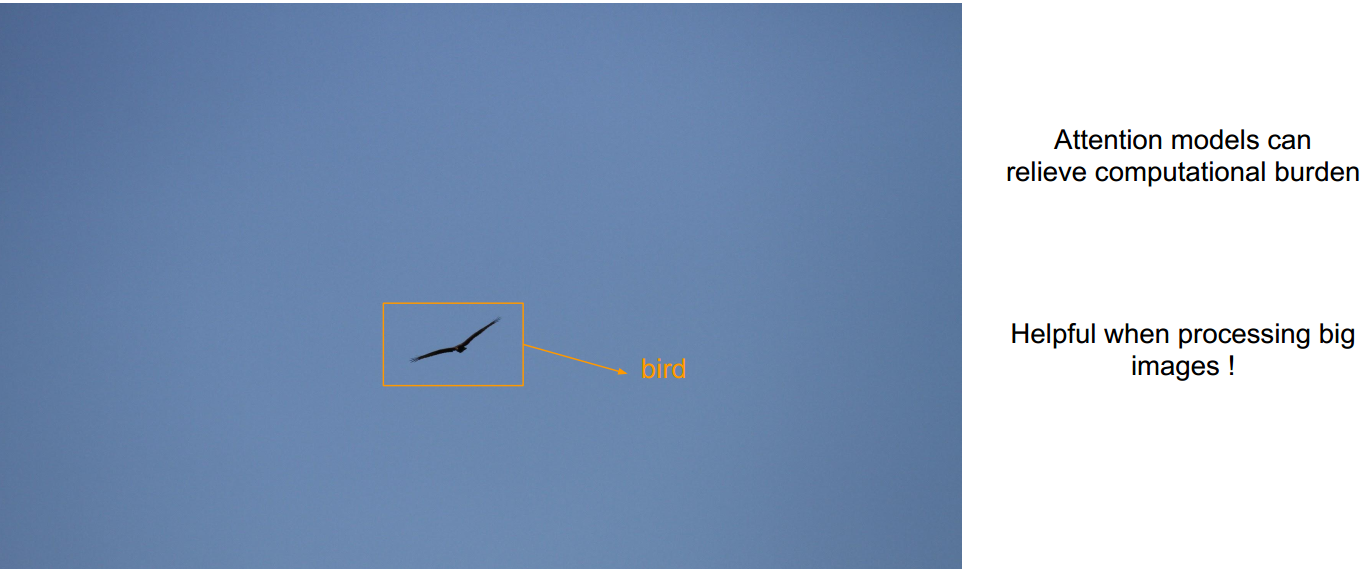 Attention models can
relieve computational burden
Helpful when processing big
images !
bird